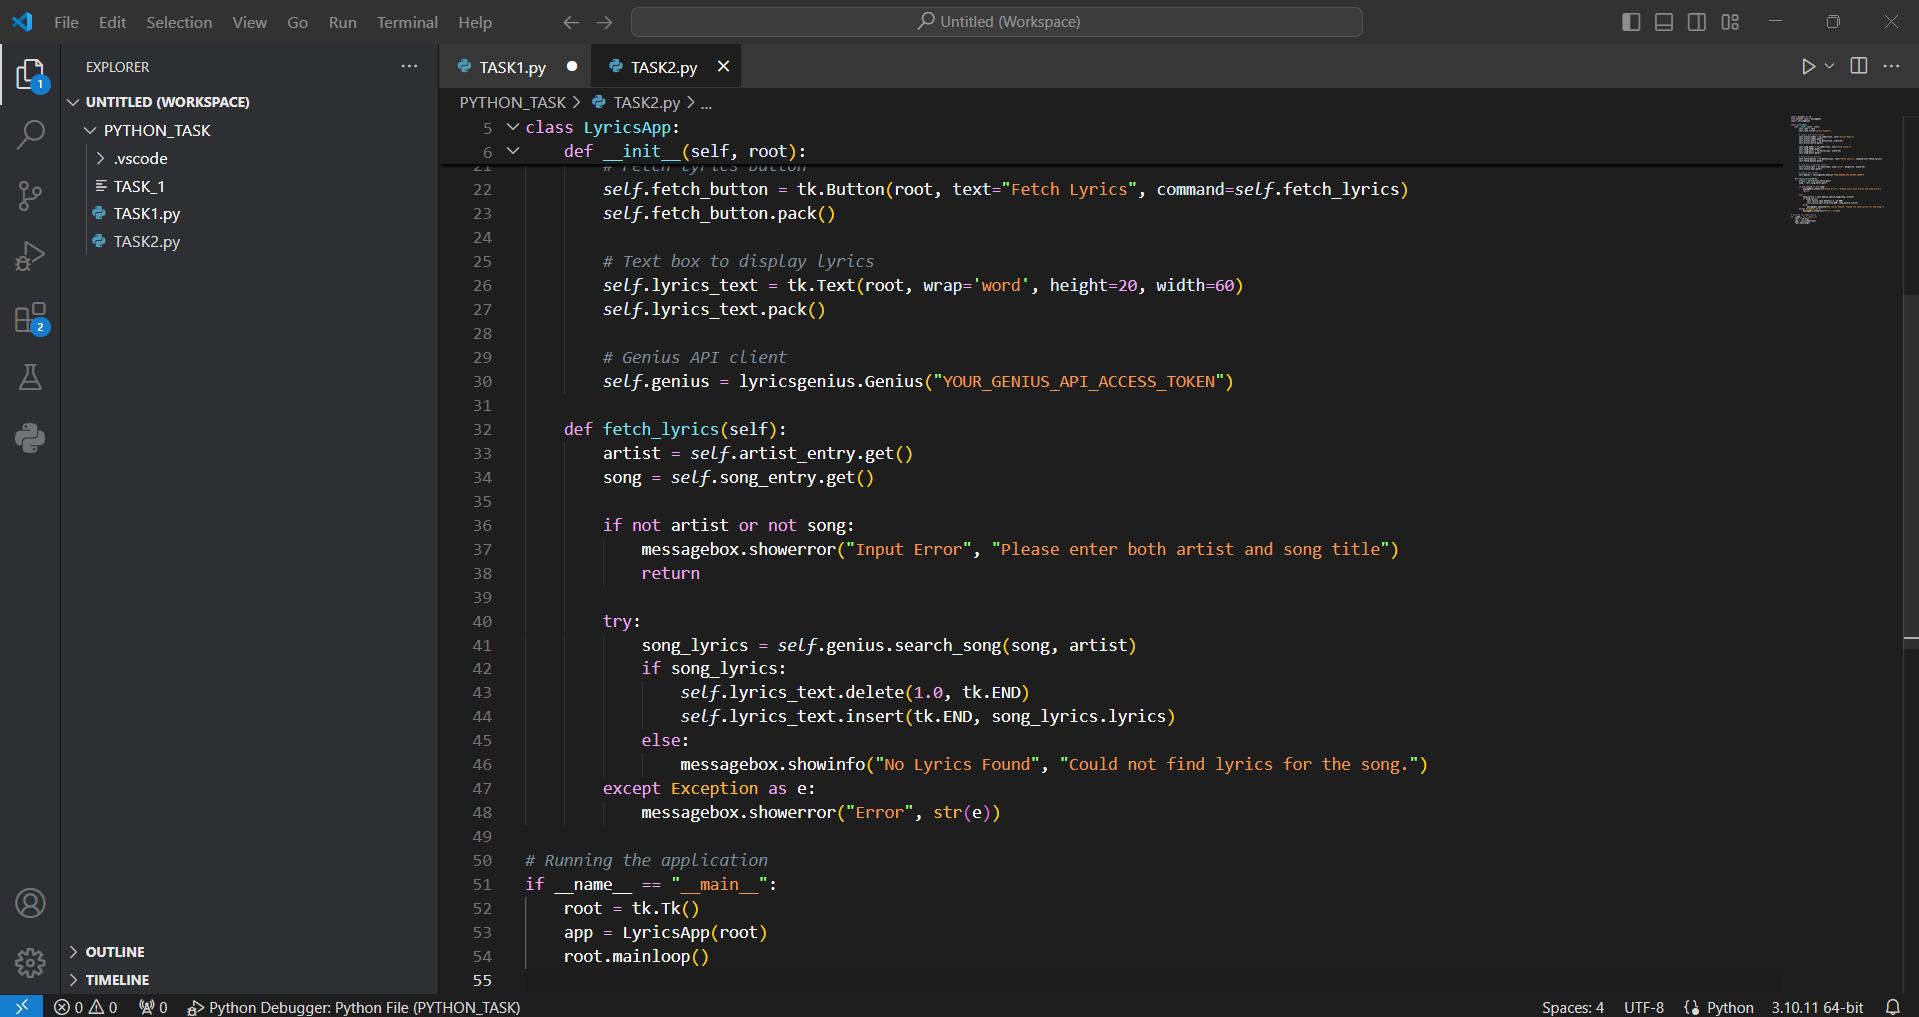 File Edit Selection View Go Run Terminal Help
Untitled (Workspace)
EXPLORER
UNTITLED (WORKSPACE)
PYTHON_TASK
.vscode
TASK_1
TASK1.py
TASK2.py
OUTLINE
TIMELINE
1
2
TASK1.py TASK2.py
PYTHON_TASK > TASK2.py > ...
5 class LyricsApp:
6     def __init__(self, root):
21         # Fetch lyrics button
22         self.fetch_button = tk.Button(root, text="Fetch Lyrics", command=self.fetch_lyrics)
23         self.fetch_button.pack()
24
25         # Text box to display lyrics
26         self.lyrics_text = tk.Text(root, wrap='word', height=20, width=60)
27         self.lyrics_text.pack()
28
29         # Genius API client
30         self.genius = lyricsgenius.Genius("YOUR_GENIUS_API_ACCESS_TOKEN")
31
32     def fetch_lyrics(self):
33         artist = self.artist_entry.get()
34         song = self.song_entry.get()
35
36         if not artist or not song:
37             messagebox.showerror("Input Error", "Please enter both artist and song title")
38             return
39
40         try:
41             song_lyrics = self.genius.search_song(song, artist)
42             if song_lyrics:
43                 self.lyrics_text.delete(1.0, tk.END)
44                 self.lyrics_text.insert(tk.END, song_lyrics.lyrics)
45             else:
46                 messagebox.showinfo("No Lyrics Found", "Could not find lyrics for the song.")
47         except Exception as e:
48             messagebox.showerror("Error", str(e))
49
50 # Running the application
51 if __name__ == "__main__":
52     root = tk.Tk()
53     app = LyricsApp(root)
54     root.mainloop()
55
0 0 0 Python Debugger: Python File (PYTHON_TASK) Spaces: 4 UTF-8 Python 3.10.11 64-bit